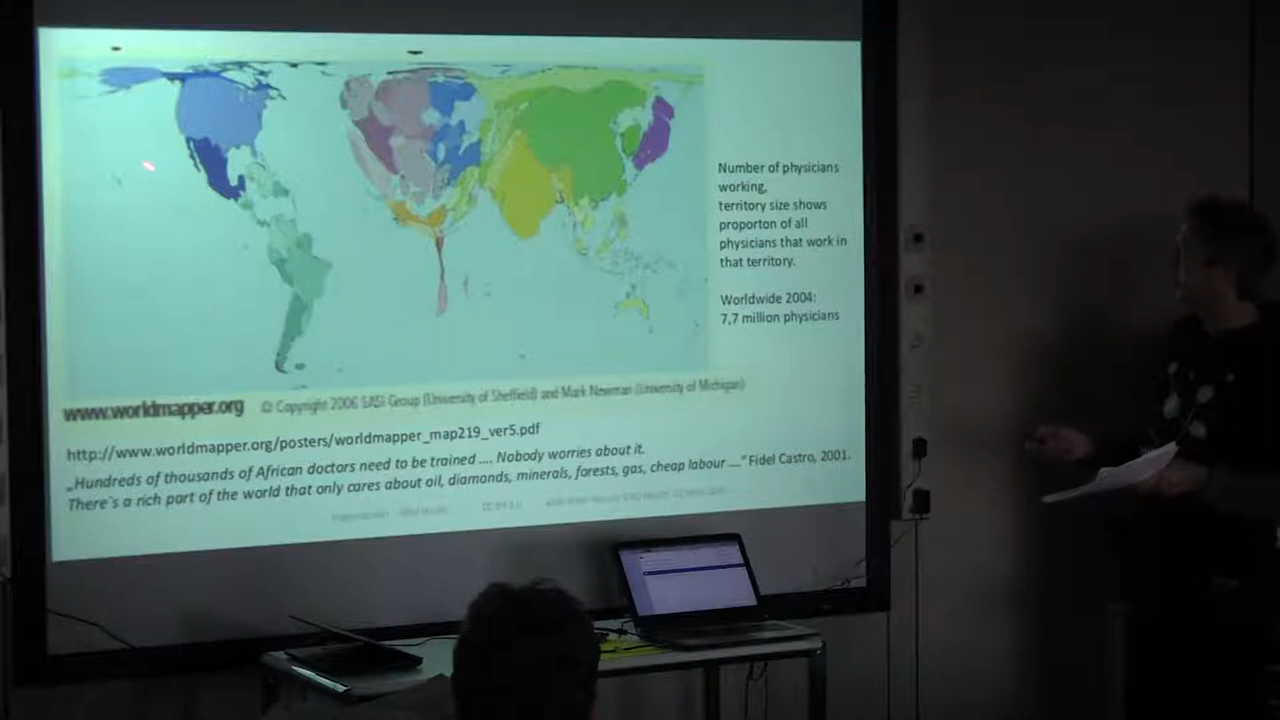 Number of physicians
working,
territory size shows
proporton of all
physicians that work in
that territory.
Worldwide 2004:
7,7 million physicians
www.worldmapper.org © Copyright 2006 SASI Group (University of Sheffield) and Mark Newman (University of Michigan)
http://www.worldmapper.org/posters/worldmapper_map219_ver5.pdf
„Hundreds of thousands of African doctors need to be trained .... Nobody worries about it.
There´s a rich part of the world that only cares about oil, diamonds, minerals, forests, gas, cheap labour ...." Fidel Castro, 2001.